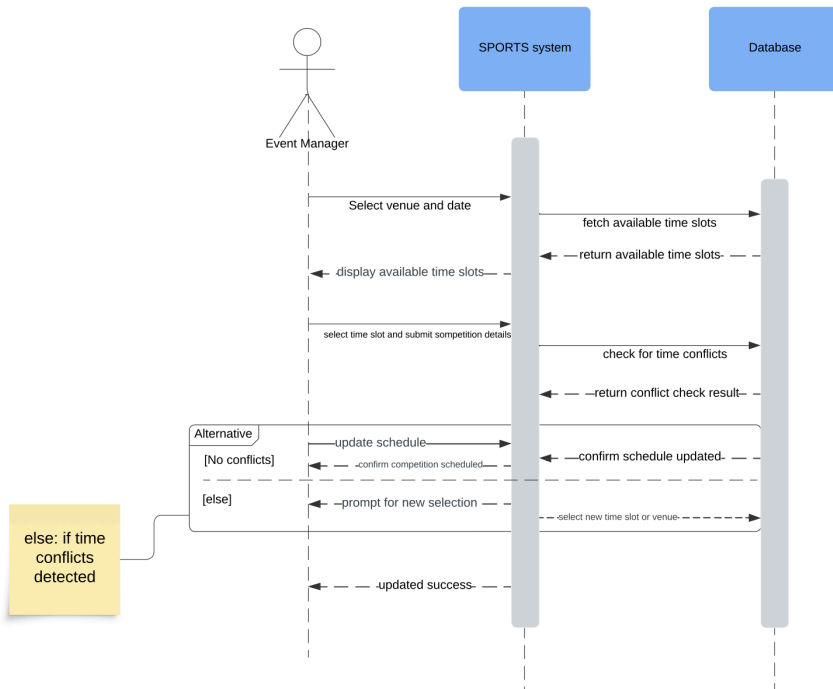 SPORTS system
Database
Event Manager
Select venue and date
fetch available time slots
return available time slots
display available time slots
select time slot and submit sompetition details
check for time conflicts
return conflict check result
Alternative
update schedule
[No conflicts]
confirm schedule updated
confirm competition scheduled
[else]
prompt for new selection
select new time slot or venue
else: if time
conflicts
detected
updated success